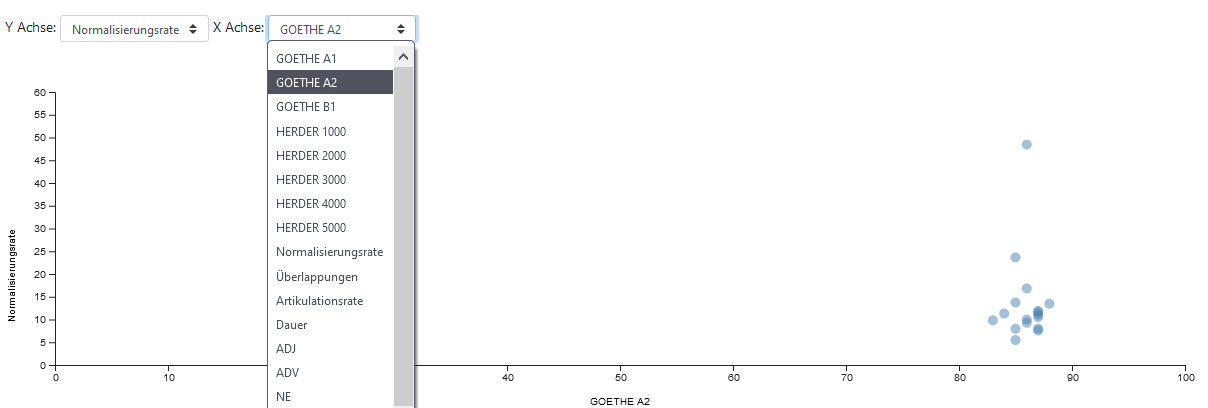 Y Achse: Normalisierungsrate X Achse: GOETHE A2
GOETHE A1
GOETHE A2
GOETHE B1
HERDER 1000
HERDER 2000
HERDER 3000
HERDER 4000
HERDER 5000
Normalisierungsrate
Überlappungen
Artikulationsrate
Dauer
ADJ
ADV
NE
60
55
50
45
40
35
30
25
20
15
10
5
0
Normalisierungsrate
0 10 40 50 60 70 80 90 100
GOETHE A2